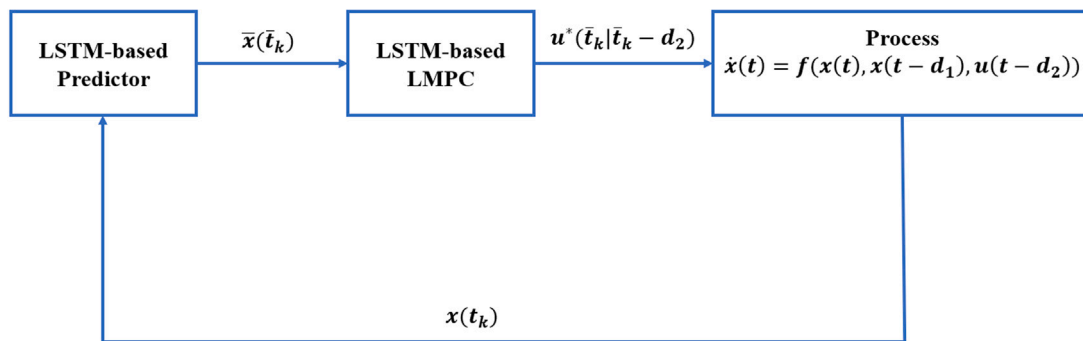 LSTM-based
Predictor
x̄(t̄ₖ)
LSTM-based
LMPC
u*(t̄ₖ|t̄ₖ − d₂)
Process
ẋ(t) = f(x(t), x(t − d₁), u(t − d₂))
x(tₖ)